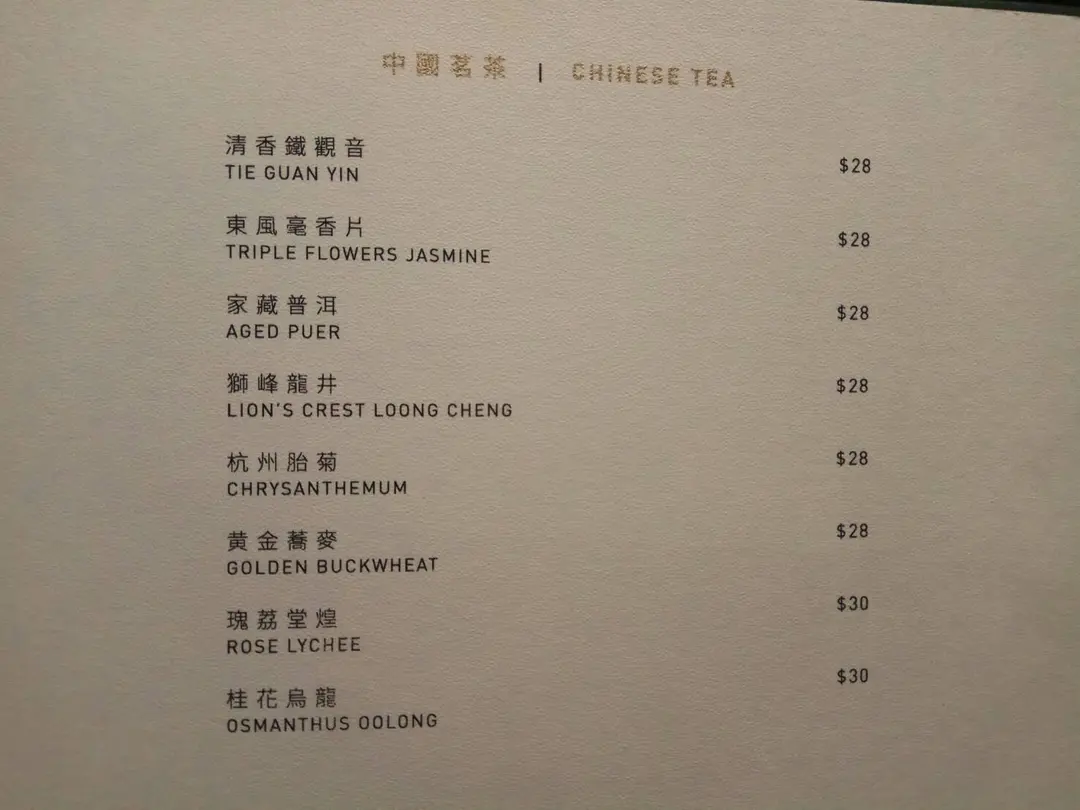 中國茗茶 | CHINESE TEA
清香鐵觀音
TIE GUAN YIN
$28
東風毫香片
TRIPLE FLOWERS JASMINE
$28
家藏普洱
AGED PUER
$28
獅峰龍井
LION'S CREST LOONG CHENG
$28
杭州胎菊
CHRYSANTHEMUM
$28
黄金蕎麥
GOLDEN BUCKWHEAT
$28
瑰荔堂煌
ROSE LYCHEE
$30
桂花烏龍
OSMANTHUS OOLONG
$30